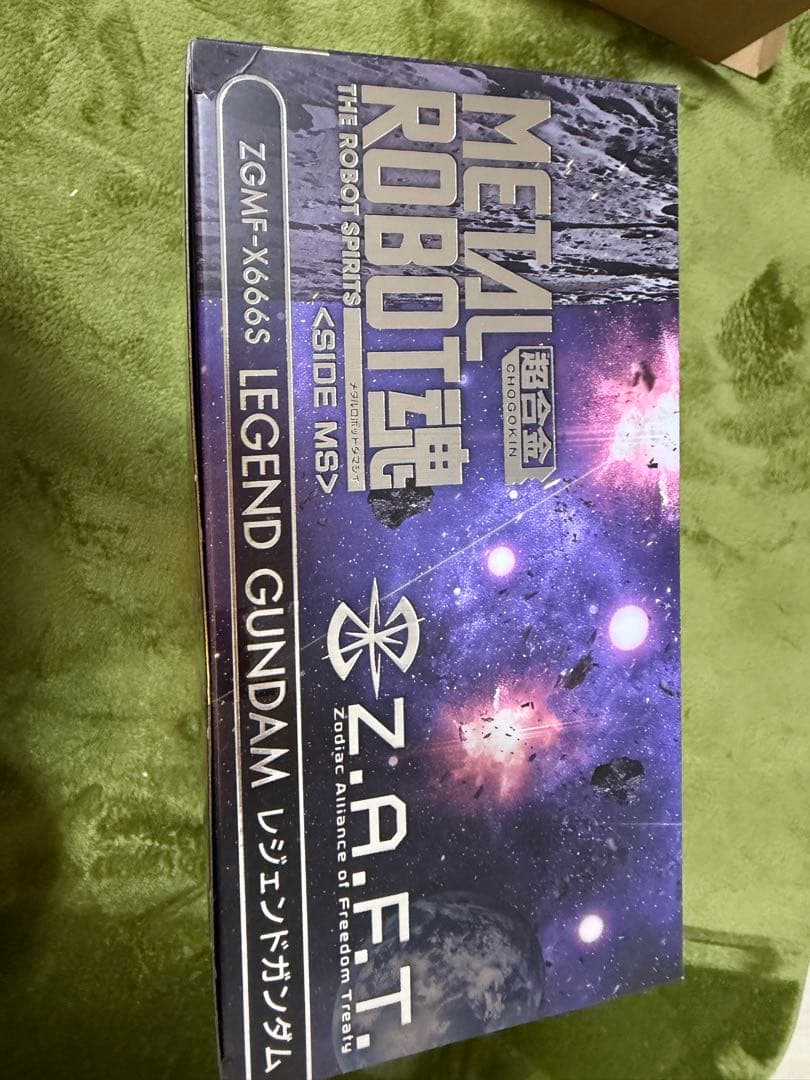 METAL
ROBOT魂
超合金
CHOGOKIN
メタルロボットダマシイ
THE ROBOT SPIRITS
<SIDE MS>
Z.A.F.T.
Zodiac Alliance of Freedom Treaty
ZGMF-X666S LEGEND GUNDAM レジェンドガンダム